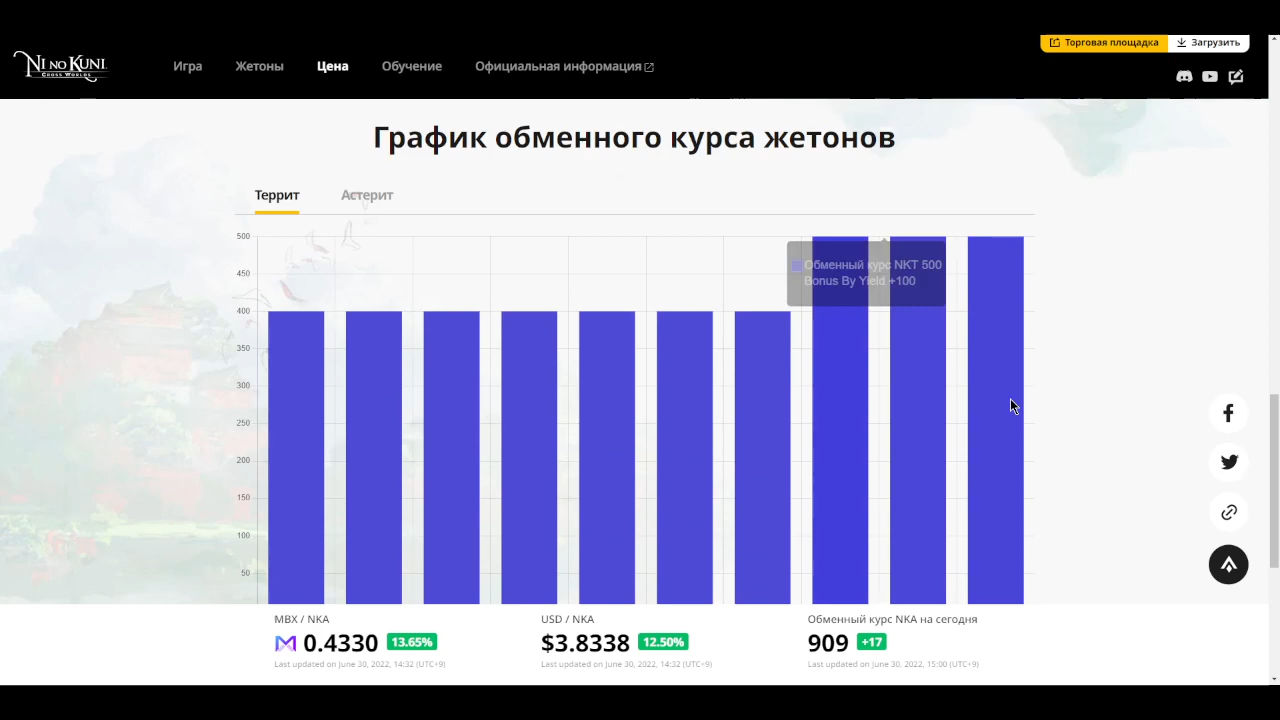 Торговая площадка
Загрузить
NI NO KUNI
CROSS WORLDS
Игра
Жетоны
Цена
Обучение
Официальная информация
График обменного курса жетонов
Террит
Астерит
500
450
400
350
300
250
200
150
100
50
Обменный курс NKT 500
Bonus By Yield +100
MBX / NKA
0.4330 13.65%
Last updated on June 30, 2022, 14:32 (UTC+9)
USD / NKA
$3.8338 12.50%
Last updated on June 30, 2022, 14:32 (UTC+9)
Обменный курс NKA на сегодня
909 +17
Last updated on June 30, 2022, 15:00 (UTC+9)